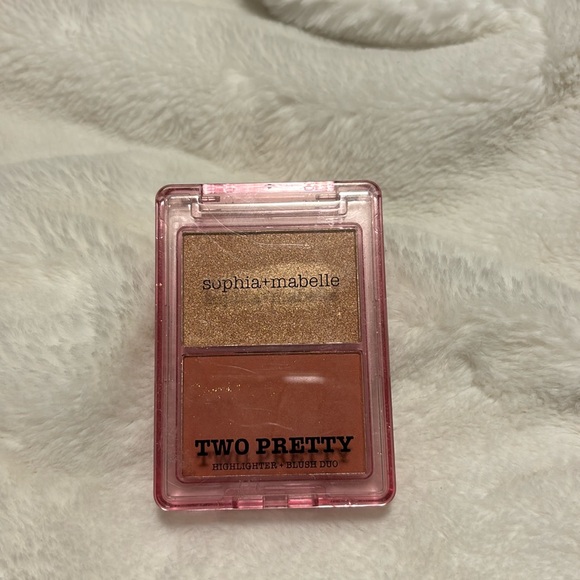 sophia+mabelle
TWO PRETTY
HIGHLIGHTER • BLUSH DUO